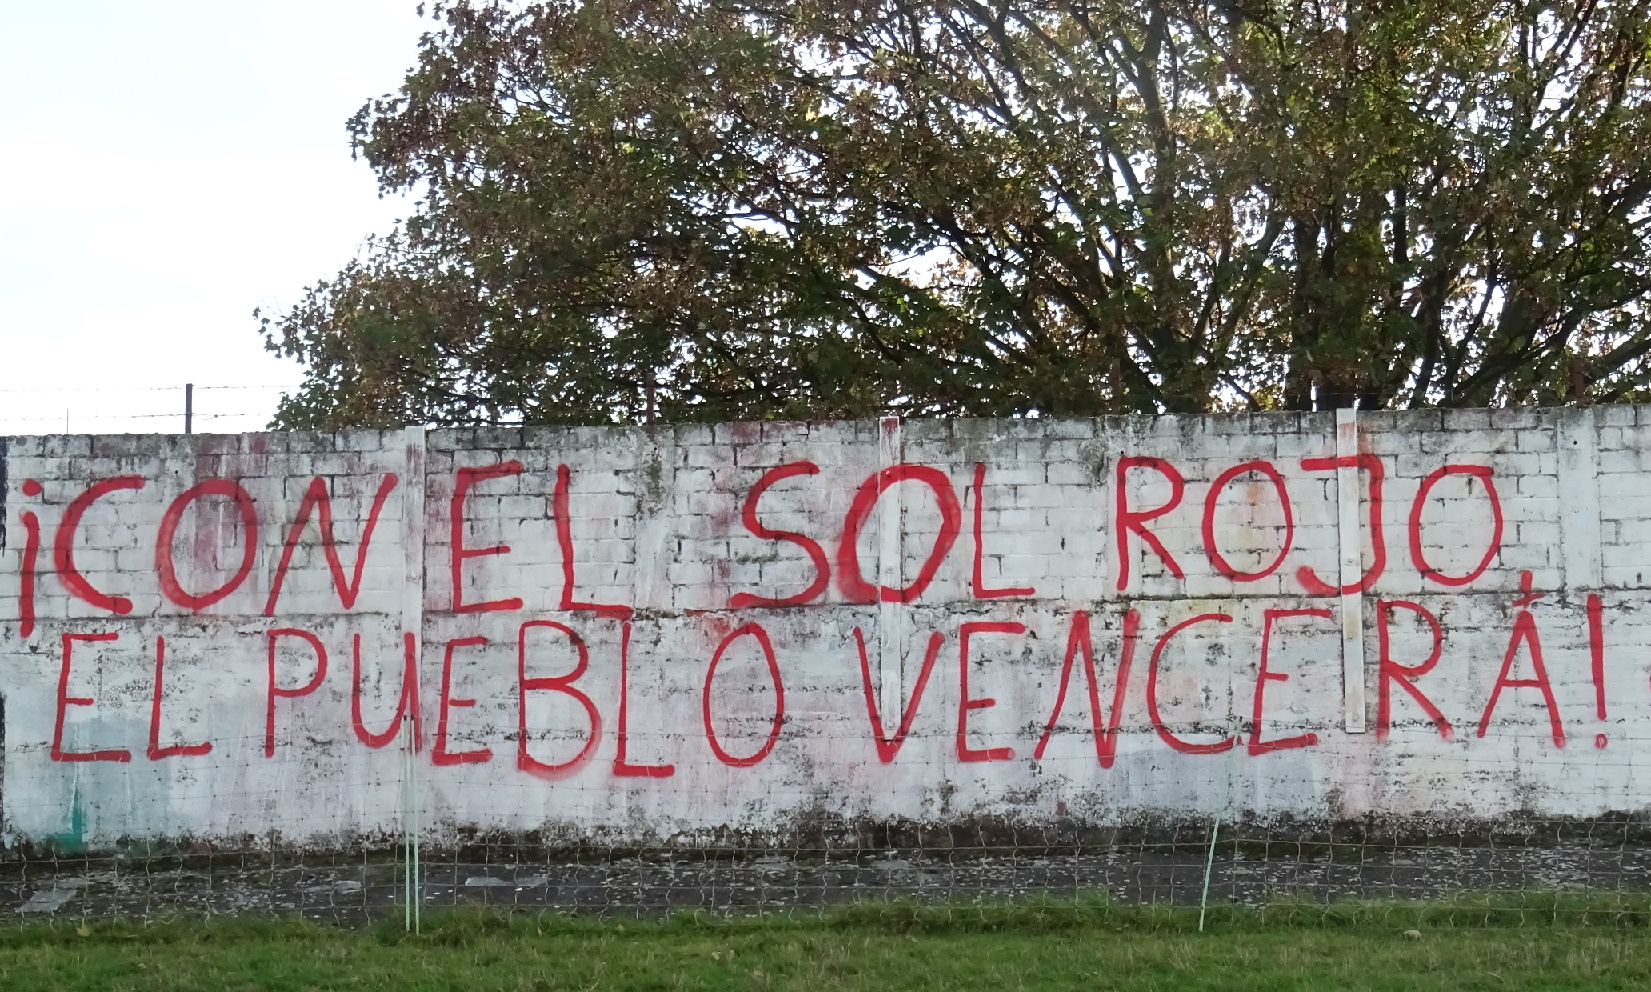 ¡CON EL SOL ROJO,
EL PUEBLO VENCERÁ!